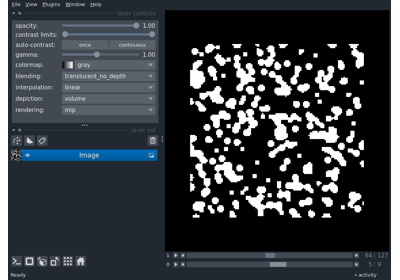 File View Plugins Window Help
layer controls
opacity: 1.00
contrast limits:
auto-contrast: once continuous
gamma: 1.00
colormap: gray
blending: translucent_no_depth
interpolation: linear
depiction: volume
rendering: mip
layer list
Image
1 64 127
0 5 9
Ready activity